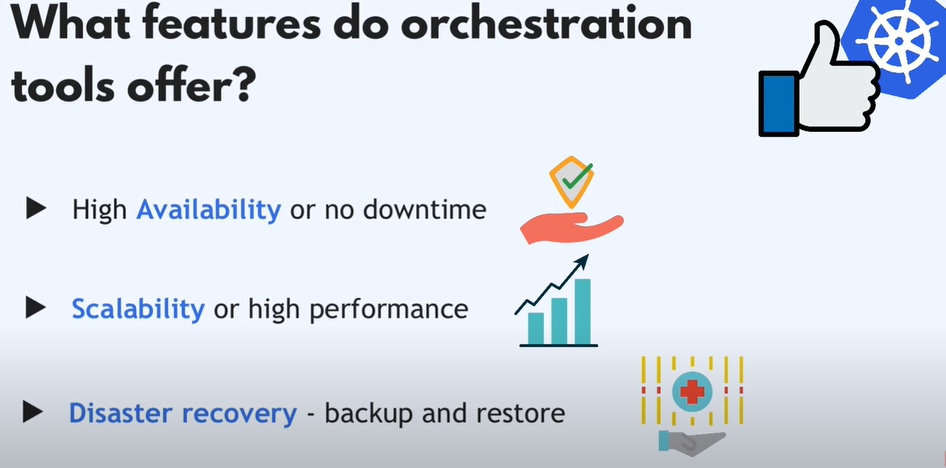 What features do orchestration
tools offer?
High Availability or no downtime
Scalability or high performance
Disaster recovery - backup and restore